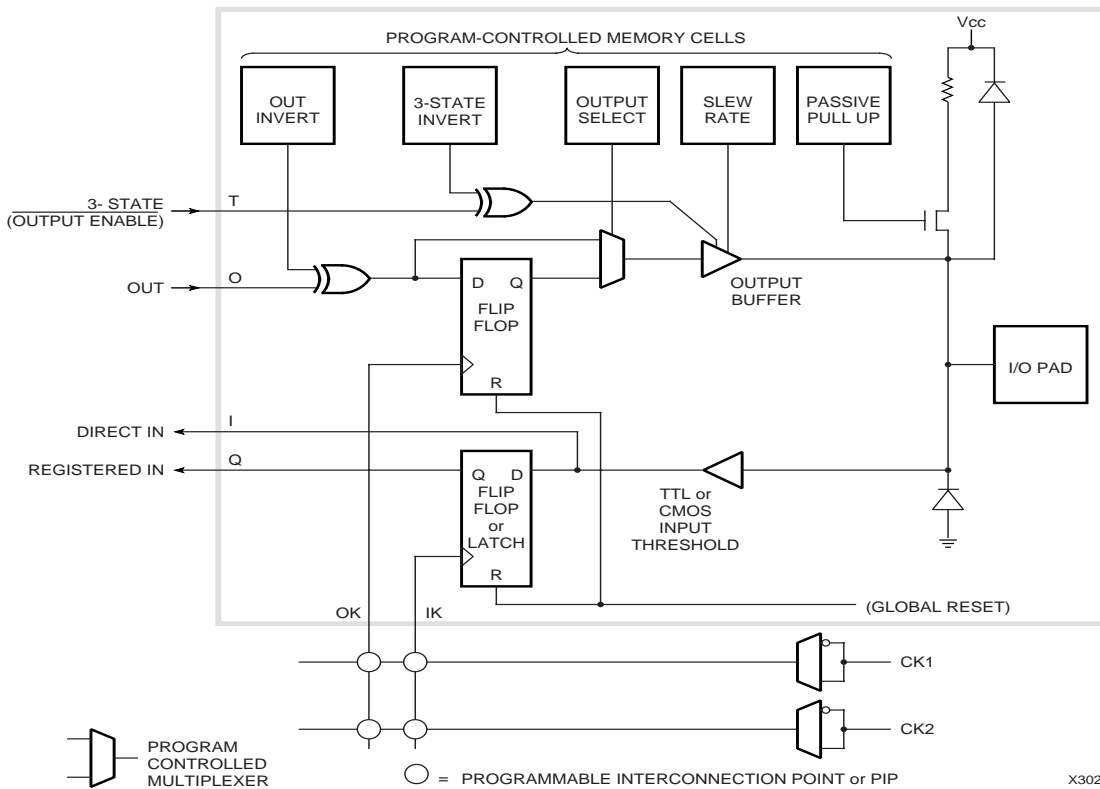 Vcc
PROGRAM-CONTROLLED MEMORY CELLS
OUT
INVERT
3-STATE
INVERT
OUTPUT
SELECT
SLEW
RATE
PASSIVE
PULL UP
3- STATE
(OUTPUT ENABLE)
T
OUT
O
D Q
FLIP
FLOP
R
OUTPUT
BUFFER
I/O PAD
DIRECT IN
I
REGISTERED IN
Q
Q D
FLIP
FLOP
or
LATCH
R
TTL or
CMOS
INPUT
THRESHOLD
OK
IK
(GLOBAL RESET)
CK1
CK2
PROGRAM
CONTROLLED
MULTIPLEXER
= PROGRAMMABLE INTERCONNECTION POINT or PIP
X302